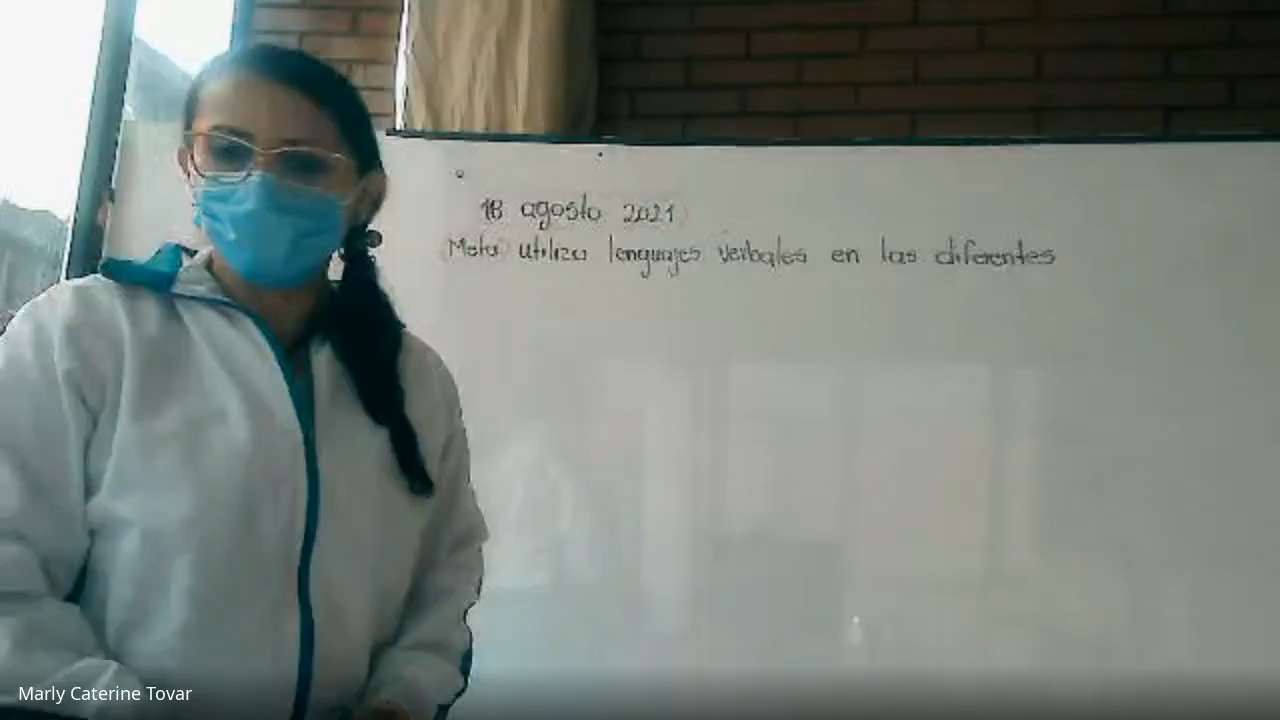 18 agosto 2021
Meta utiliza lenguajes verbales en las diferentes
Marly Caterine Tovar